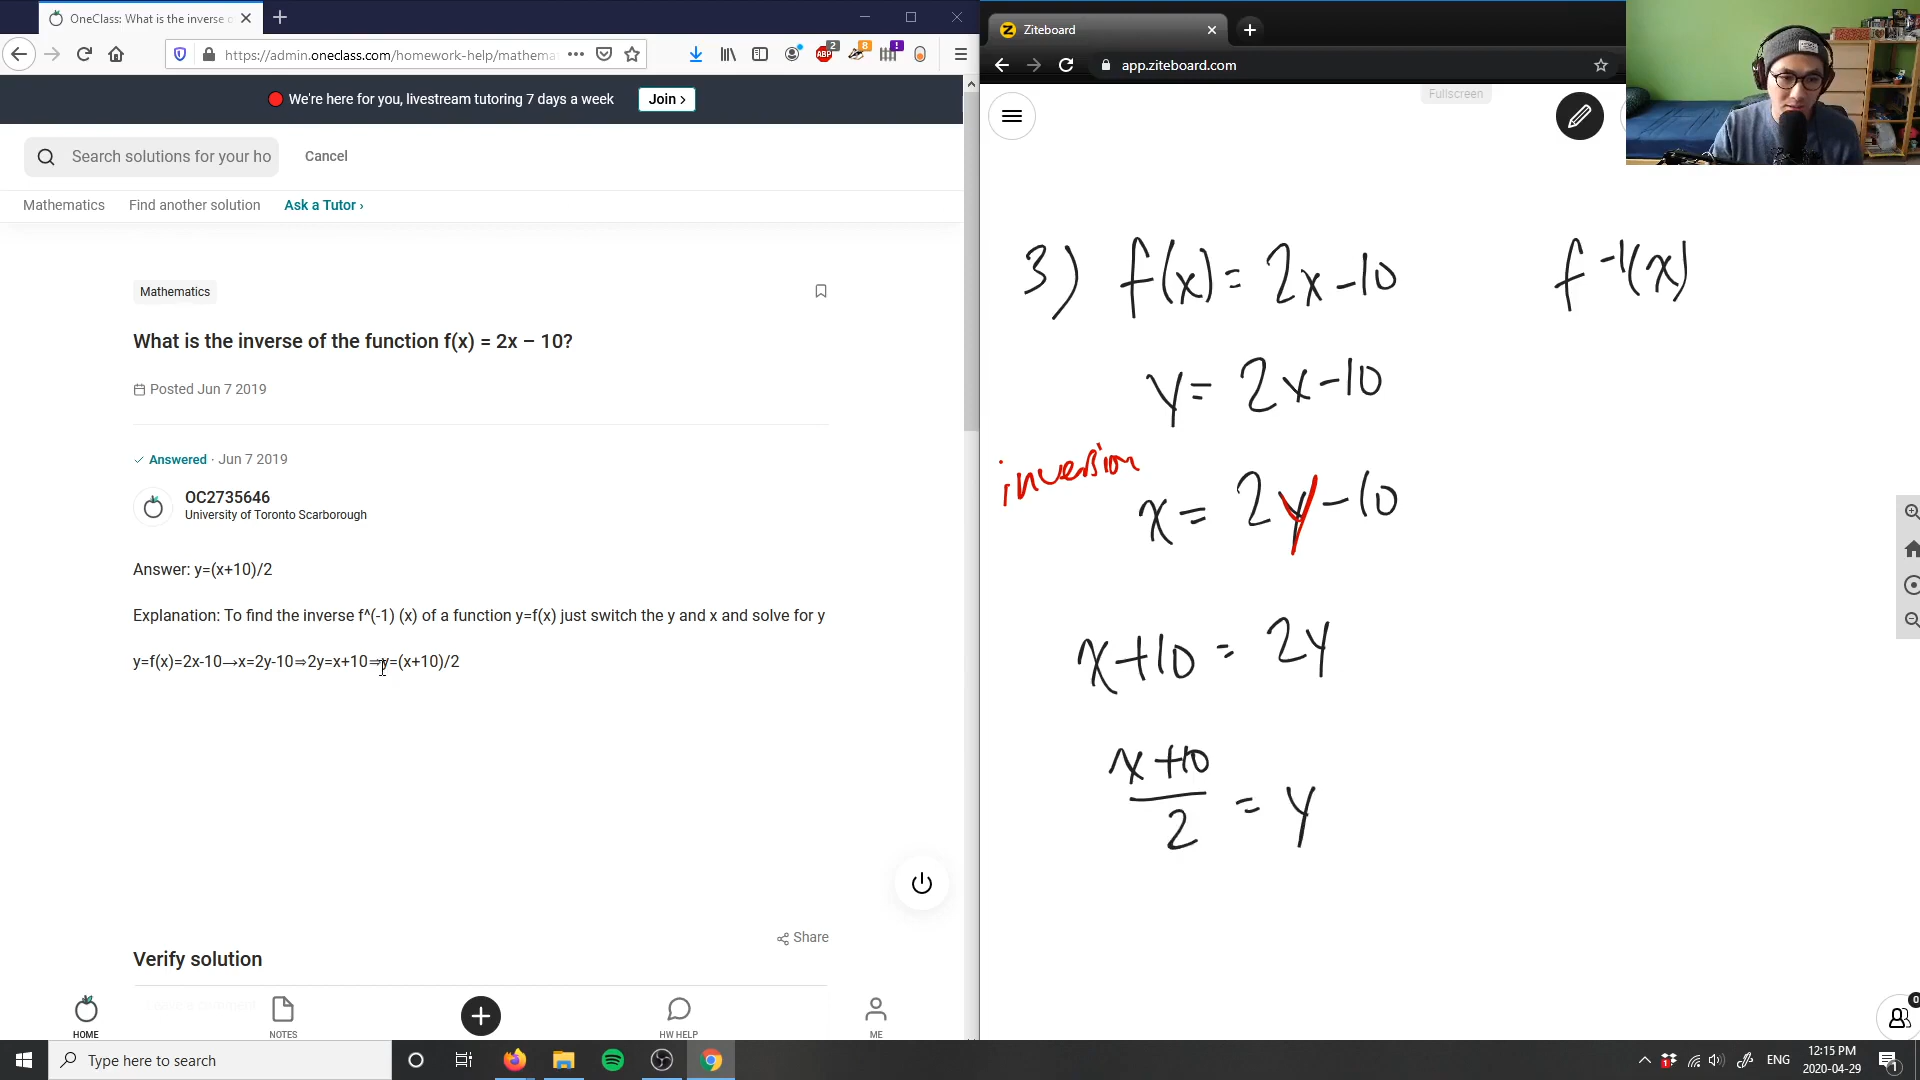 OneClass: What is the inverse o
https://admin.oneclass.com/homework-help/mathema
2
8
!
We're here for you, livestream tutoring 7 days a week
Join ›
Search solutions for your ho
Cancel
Mathematics
Find another solution
Ask a Tutor ›
Mathematics
What is the inverse of the function f(x) = 2x – 10?
Posted Jun 7 2019
Answered · Jun 7 2019
OC2735646
University of Toronto Scarborough
Answer: y=(x+10)/2
Explanation: To find the inverse f^(-1) (x) of a function y=f(x) just switch the y and x and solve for y
y=f(x)=2x-10→x=2y-10⇒2y=x+10⇒y=(x+10)/2
Share
Verify solution
Leave a comment
HOME
NOTES
HW HELP
ME
Ziteboard
app.ziteboard.com
Fullscreen
3) f(x) = 2x - 10
f -1(x)
y = 2x - 10
inversion
x = 2y - 10
x + 10 = 2y
x + 10
2
= y
0
Type here to search
ENG
12:15 PM
2020-04-29
1